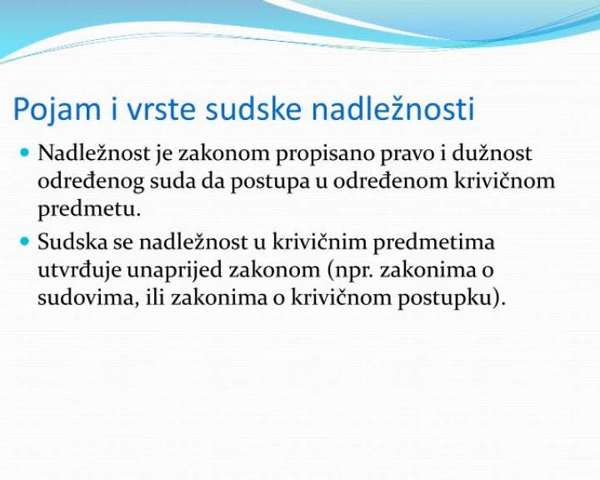 Pojam i vrste sudske nadležnosti
Nadležnost je zakonom propisano pravo i dužnost
određenog suda da postupa u određenom krivičnom
predmetu.
Sudska se nadležnost u krivičnim predmetima
utvrđuje unaprijed zakonom (npr. zakonima o
sudovima, ili zakonima o krivičnom postupku).